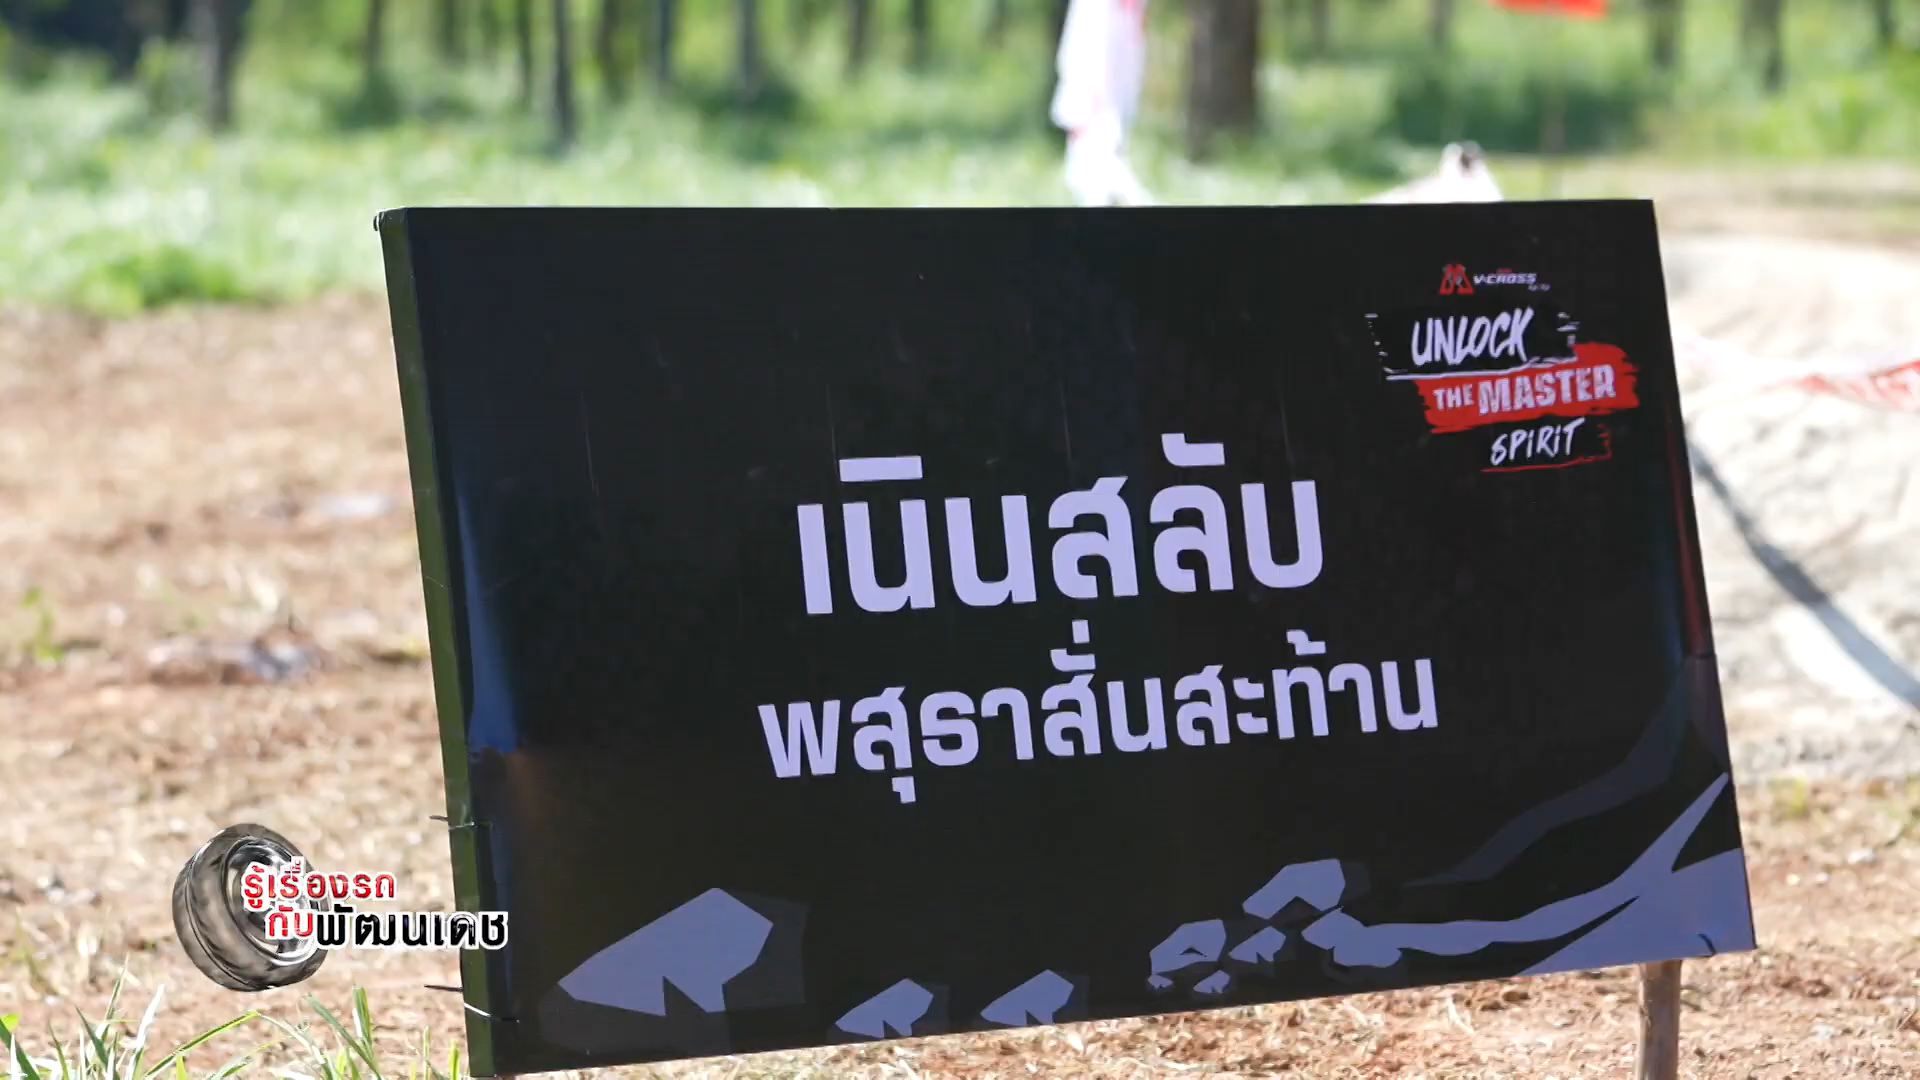 V-CROSS
UNLOCK
THE MASTER
SPIRIT
เนินสลับ
พสุธาสั่นสะท้าน
รู้เรื่องรถ
กับพัฒนเดช